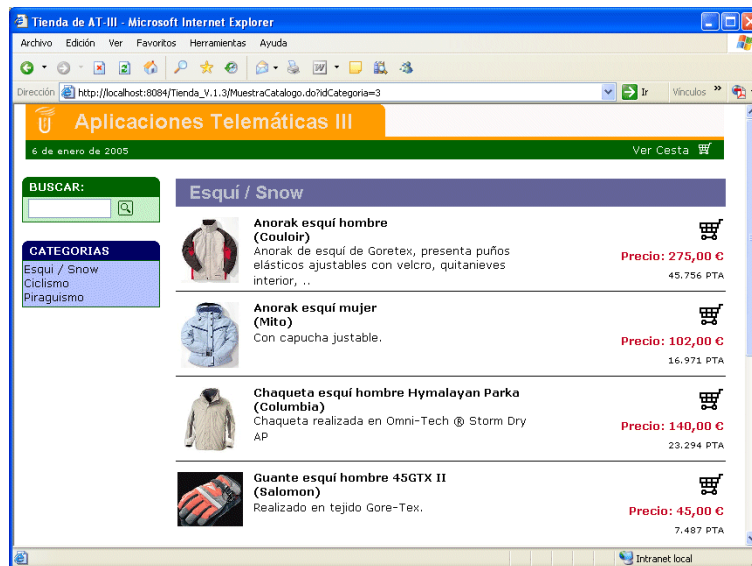 Tienda de AT-III - Microsoft Internet Explorer
Archivo Edición Ver Favoritos Herramientas Ayuda
Dirección http://localhost:8084/Tienda_V.1.3/MuestraCatalogo.do?idCategoria=3 Ir Vínculos »
Aplicaciones Telemáticas III
6 de enero de 2005 Ver Cesta
BUSCAR:
CATEGORIAS
Esqui / Snow
Ciclismo
Piraguismo
Esquí / Snow
Anorak esquí hombre
(Couloir)
Anorak de esquí de Goretex, presenta puños
elásticos ajustables con velcro, quitanieves
interior, ..
Precio: 275,00 €
45.756 PTA
Anorak esquí mujer
(Mito)
Con capucha justable.
Precio: 102,00 €
16.971 PTA
Chaqueta esquí hombre Hymalayan Parka
(Columbia)
Chaqueta realizada en Omni-Tech ® Storm Dry
AP
Precio: 140,00 €
23.294 PTA
Guante esquí hombre 45GTX II
(Salomon)
Realizado en tejido Gore-Tex.
Precio: 45,00 €
7.487 PTA
Intranet local